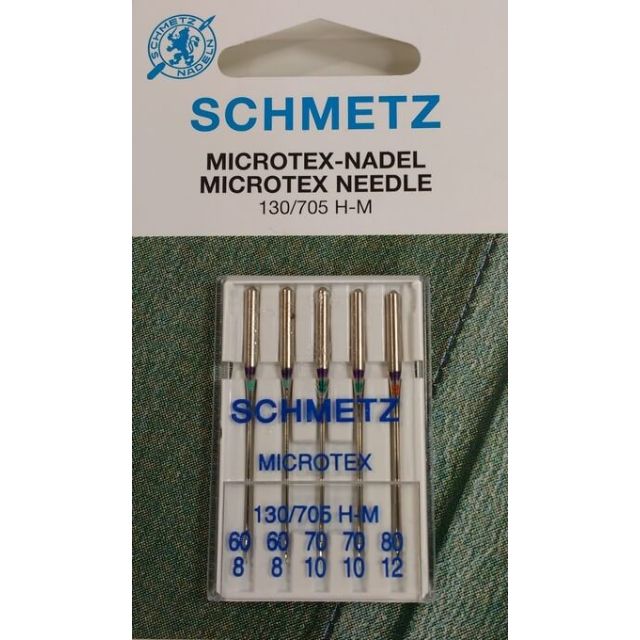 SCHMETZ
NADELN
SCHMETZ
MICROTEX-NADEL
MICROTEX NEEDLE
130/705 H-M
SCHMETZ
MICROTEX
130/705 H-M
60 60 70 70 80
8 8 10 10 12